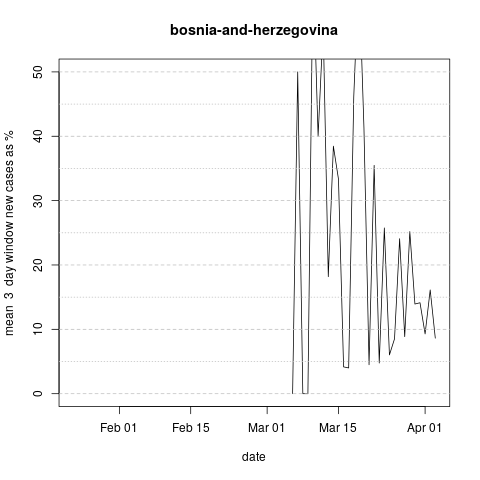 bosnia-and-herzegovina
mean 3 day window new cases as %
50
40
30
20
10
0
Feb 01 Feb 15 Mar 01 Mar 15 Apr 01
date